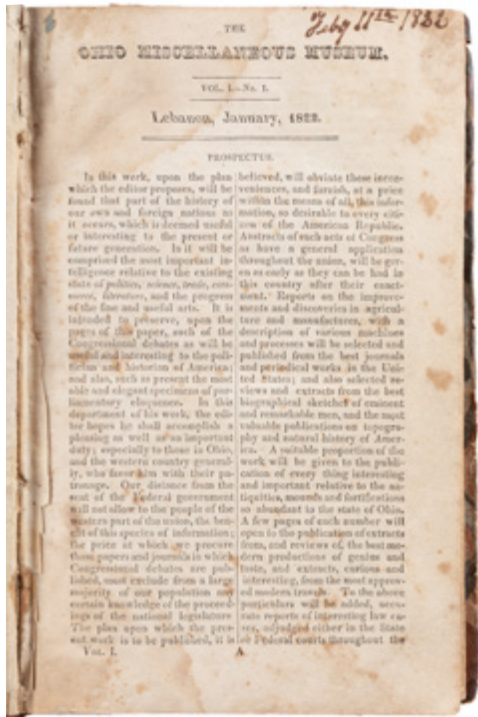 Feby 11th 1822
THE
OHIO MISCELLANEOUS MUSEUM.
VOL. I.—No. I.
Lebanon, January, 1822.
PROSPECTUS.
In this work, upon the plan
which the editor proposes, will be
found that part of the history of
our own and foreign nations as
it occurs, which is deemed useful
or interesting to the present or
future generation. In it will be
comprised the most important in-
telligence relative to the existing
state of politics, science, trade, com-
merce, literature, and the progress
of the fine and useful arts. It is
intended to preserve, upon the
pages of this paper, such of the
Congressional debates as will be
useful and interesting to the poli-
tician and historian of America;
and also, such as present the most
able and elegant specimens of par-
liamentary eloquence. In this
department of his work, the edi-
tor hopes he shall accomplish a
pleasing as well as an important
duty; especially to those in Ohio,
and the western country general-
ly, who favor him with their pa-
tronage. Our distance from the
seat of the Federal government
will not allow to the people of the
western part of the union, the ben-
efit of this species of information;
the price at which we procure
those papers and journals in which
Congressional debates are pub-
lished, must exclude from a large
majority of our population any
certain knowledge of the proceed-
ings of the national legislature.
The plan upon which the pre-
sent work is to be published, it is
believed, will obviate these incon-
veniences, and furnish, at a price
within the means of all, this infor-
mation, so desirable to every citi-
zen of the American Republic.
Abstracts of such acts of Congress
as have a general application
throughout the union, will be giv-
en as early as they can be had in
this country after their enact-
ment. Reports on the improve-
ments and discoveries in agricul-
ture and manufactures, with a
description of various machines
and processes will be selected and
published from the best journals
and periodical works in the Uni-
ted States; and also selected re-
views and extracts from the best
biographical sketches of eminent
and remarkable men, and the most
valuable publications on topogra-
phy and natural history of Amer-
ica. A suitable proportion of the
work will be given to the publi-
cation of every thing interesting
and important relative to the an-
tiquities, mounds and fortifications
so abundant in the state of Ohio.
A few pages of each number will
open to the publication of extracts
from, and reviews of, the best mo-
dern productions of genius and
taste, and extracts, curious and
interesting, from the most approv-
ed modern travels. To the above
particulars will be added, accu-
rate reports of interesting law ca-
ses, adjudged either in the State
or Federal courts throughout the
VOL. I.
A